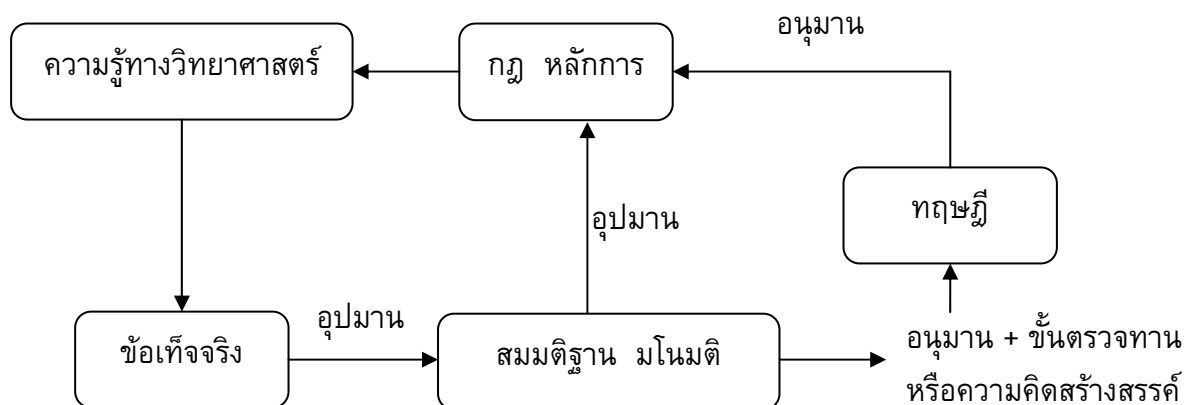 อนุมาน
ความรู้ทางวิทยาศาสตร์
กฎ หลักการ
ทฤษฎี
อุปมาน
อุปมาน
ข้อเท็จจริง
สมมติฐาน มโนมติ
อนุมาน + ขั้นตรวจทาน
หรือความคิดสร้างสรรค์